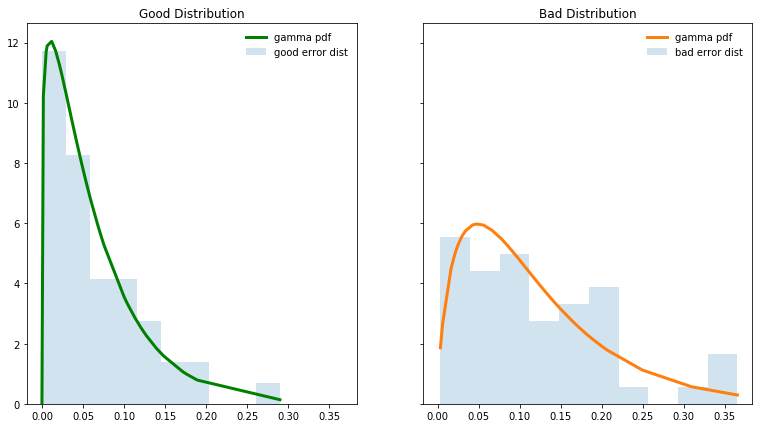 Good Distribution
gamma pdf
good error dist
12
10
8
6
4
2
0
0.00 0.05 0.10 0.15 0.20 0.25 0.30 0.35
Bad Distribution
gamma pdf
bad error dist
0.00 0.05 0.10 0.15 0.20 0.25 0.30 0.35